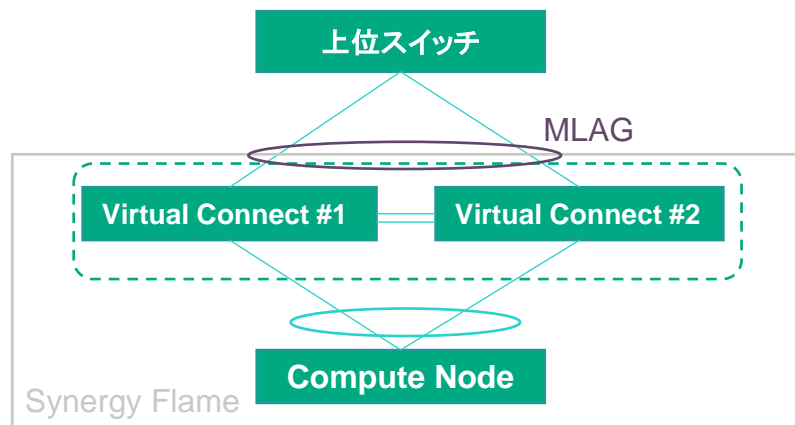 上位スイッチ
MLAG
Virtual Connect #1
Virtual Connect #2
Compute Node
Synergy Flame